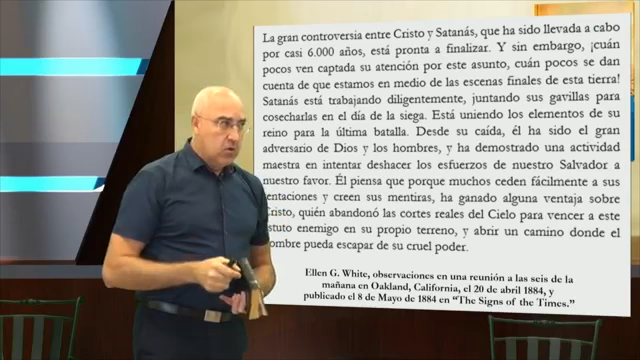 La gran controversia entre Cristo y Satanás, que ha sido llevada a cabo
por casi 6.000 años, está pronta a finalizar. Y sin embargo, ¡cuán
pocos ven captada su atención por este asunto, cuán pocos se dan
cuenta de que estamos en medio de las escenas finales de esta tierra!
Satanás está trabajando diligentemente, juntando sus gavillas para
cosecharlas en el día de la siega. Está uniendo los elementos de su
reino para la última batalla. Desde su caída, él ha sido el gran
adversario de Dios y los hombres, y ha demostrado una actividad
maestra en intentar deshacer los esfuerzos de nuestro Salvador a
nuestro favor. Él piensa que porque muchos ceden fácilmente a sus
entaciones y creen sus mentiras, ha ganado alguna ventaja sobre
Cristo, quién abandonó las cortes reales del Cielo para vencer a este
stuto enemigo en su propio terreno, y abrir un camino donde el
ombre pueda escapar de su cruel poder.
Ellen G. White, observaciones en una reunión a las seis de la
mañana en Oakland, California, el 20 de abril 1884, y
publicado el 8 de Mayo de 1884 en “The Signs of the Times.”